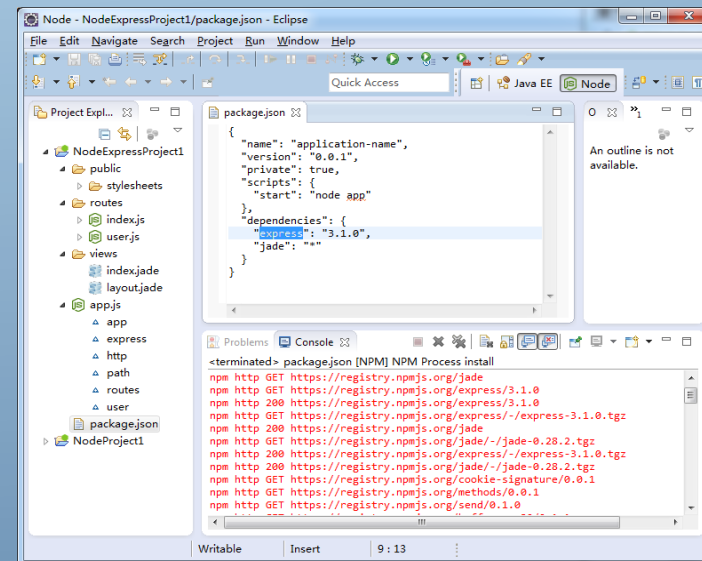 Node - NodeExpressProject1/package.json - Eclipse
File Edit Navigate Search Project Run Window Help
Quick Access
Java EE
Node
Project Expl...
NodeExpressProject1
public
stylesheets
routes
index.js
user.js
views
index.jade
layout.jade
app.js
app
express
http
path
routes
user
package.json
NodeProject1
package.json
{
"name": "application-name",
"version": "0.0.1",
"private": true,
"scripts": {
"start": "node app"
},
"dependencies": {
"express": "3.1.0",
"jade": "*"
}
}
O
»1
An outline is not
available.
Problems Console
<terminated> package.json [NPM] NPM Process install
npm http GET https://registry.npmjs.org/jade
npm http GET https://registry.npmjs.org/express/3.1.0
npm http 200 https://registry.npmjs.org/express/3.1.0
npm http GET https://registry.npmjs.org/express/-/express-3.1.0.tgz
npm http 200 https://registry.npmjs.org/jade
npm http GET https://registry.npmjs.org/jade/-/jade-0.28.2.tgz
npm http 200 https://registry.npmjs.org/express/-/express-3.1.0.tgz
npm http 200 https://registry.npmjs.org/jade/-/jade-0.28.2.tgz
npm http GET https://registry.npmjs.org/cookie-signature/0.0.1
npm http GET https://registry.npmjs.org/methods/0.0.1
npm http GET https://registry.npmjs.org/send/0.1.0
Writable Insert 9 : 13